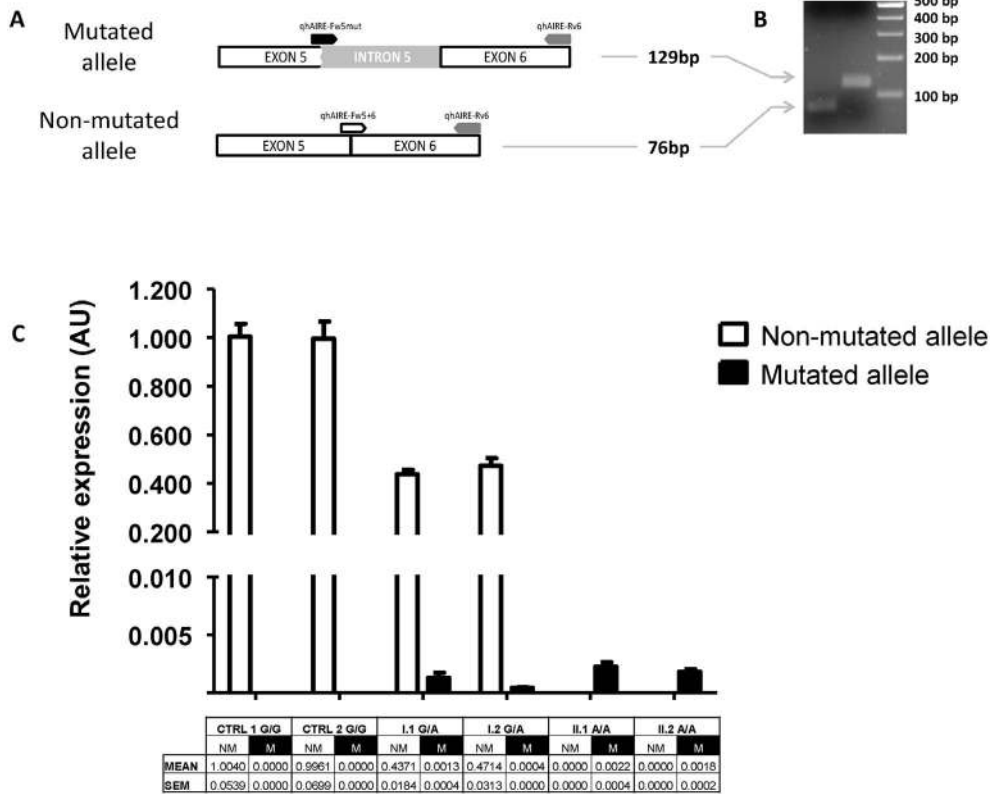 A
Mutated
allele
qhAIRE-Fw5mut
qhAIRE-Rv6
EXON 5
INTRON 5
EXON 6
129bp
Non-mutated
allele
qhAIRE-Fw5+6
qhAIRE-Rv6
EXON 5
EXON 6
76bp
B
500 bp
400 bp
300 bp
200 bp
100 bp
C
Relative expression (AU)
1.200
1.000
0.800
0.600
0.400
0.200
0.010
0.005
Non-mutated allele
Mutated allele
CTRL 1 G/G CTRL 2 G/G I.1 G/A I.2 G/A II.1 A/A II.2 A/A
NM M NM M NM M NM M NM M NM M
MEAN 1.0040 0.0000 0.9961 0.0000 0.4371 0.0013 0.4714 0.0004 0.0000 0.0022 0.0000 0.0018
SEM 0.0539 0.0000 0.0699 0.0000 0.0184 0.0004 0.0313 0.0000 0.0000 0.0004 0.0000 0.0002